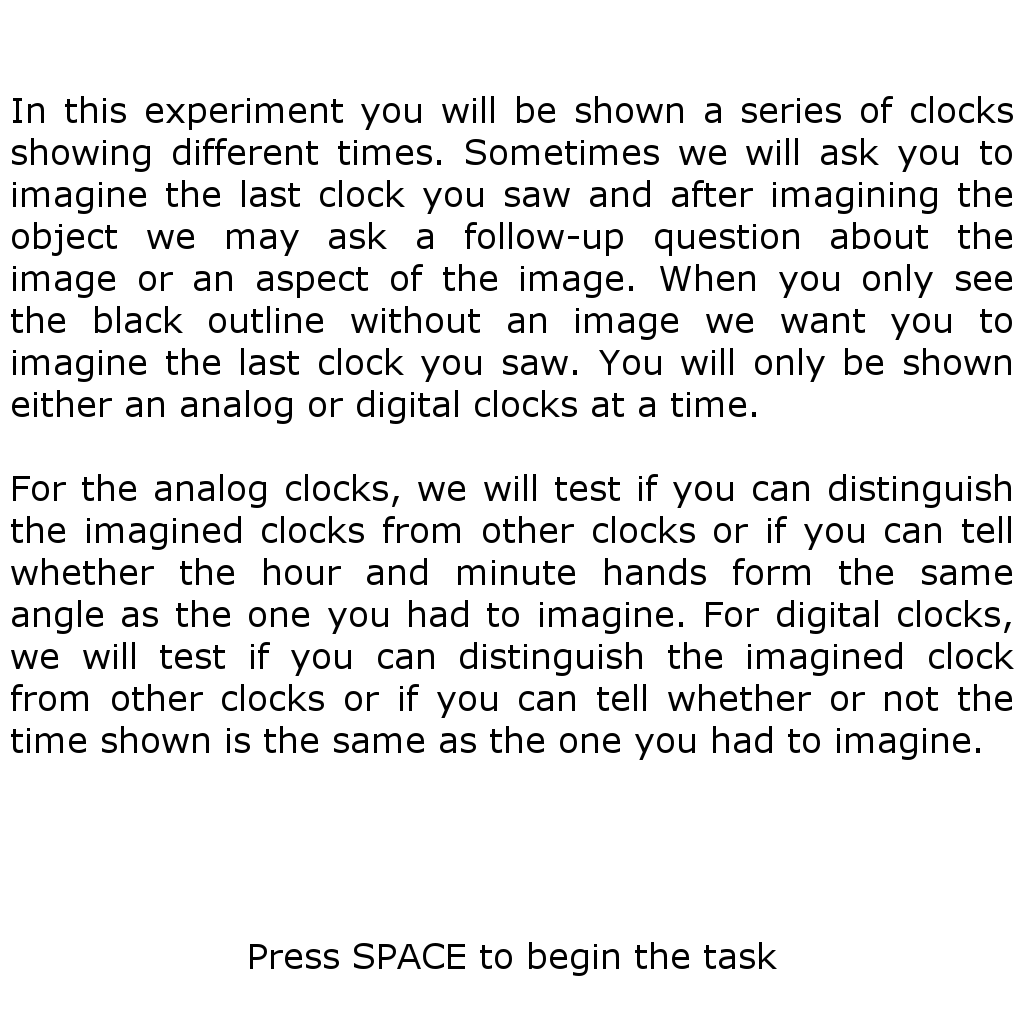 In this experiment you will be shown a series of clocks
showing different times. Sometimes we will ask you to
imagine the last clock you saw and after imagining the
object we may ask a follow-up question about the
image or an aspect of the image. When you only see
the black outline without an image we want you to
imagine the last clock you saw. You will only be shown
either an analog or digital clocks at a time.
For the analog clocks, we will test if you can distinguish
the imagined clocks from other clocks or if you can tell
whether the hour and minute hands form the same
angle as the one you had to imagine. For digital clocks,
we will test if you can distinguish the imagined clock
from other clocks or if you can tell whether or not the
time shown is the same as the one you had to imagine.
Press SPACE to begin the task